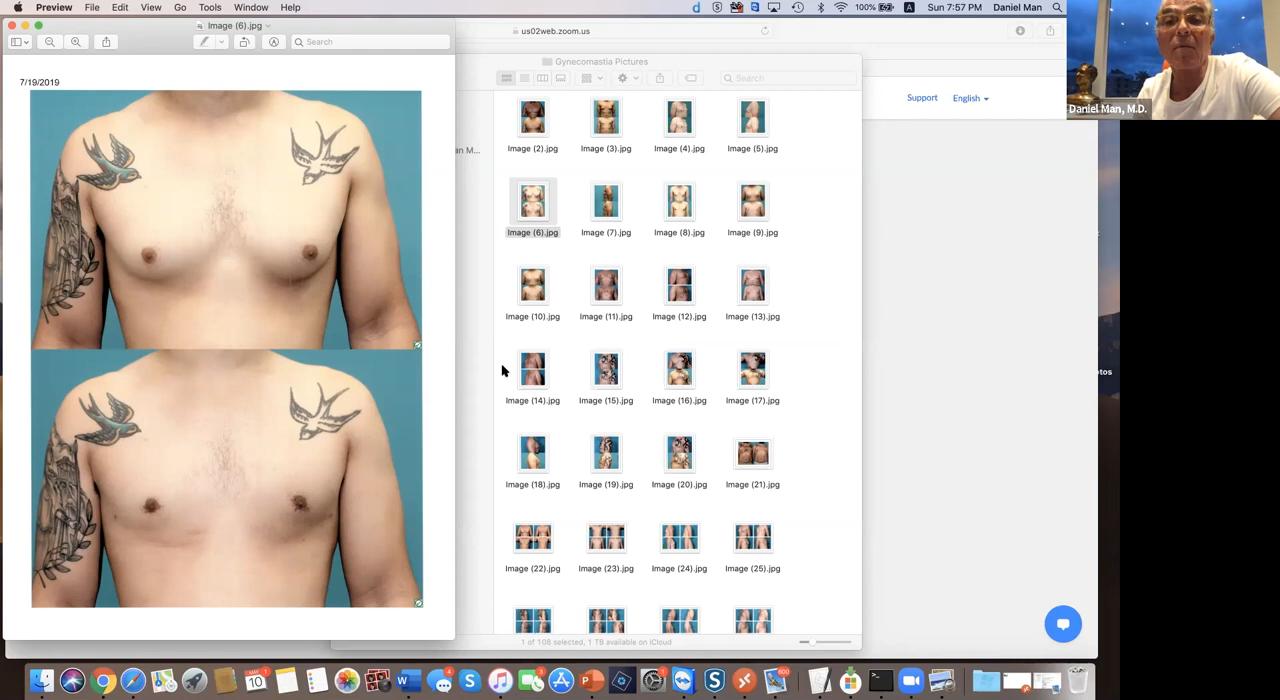 Preview File Edit View Go Tools Window Help
100% Sun 7:57 PM Daniel Man
Image (6).jpg
Search
7/19/2019
us02web.zoom.us
Gynecomastia Pictures
Search
Support English
Daniel Man, M.D.
an M...
Image (2).jpg Image (3).jpg Image (4).jpg Image (5).jpg
Image (6).jpg Image (7).jpg Image (8).jpg Image (9).jpg
Image (10).jpg Image (11).jpg Image (12).jpg Image (13).jpg
otos
Image (14).jpg Image (15).jpg Image (16).jpg Image (17).jpg
Image (18).jpg Image (19).jpg Image (20).jpg Image (21).jpg
Image (22).jpg Image (23).jpg Image (24).jpg Image (25).jpg
1 of 108 selected, 1 TB available on iCloud